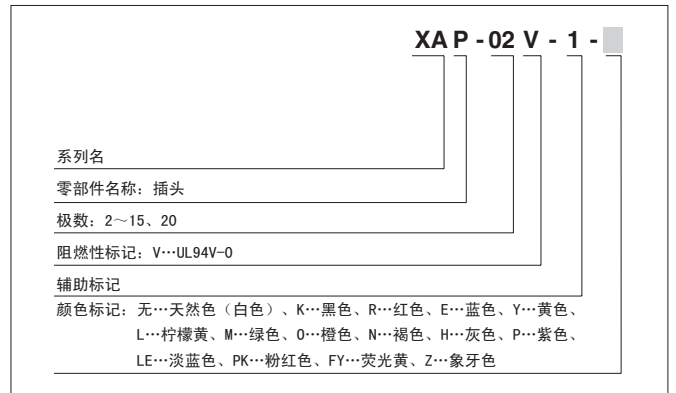 XA P - 02 V - 1 -
系列名
零部件名称：插头
极数：2～15、20
阻燃性标记：V…UL94V-0
辅助标记
颜色标记：无…天然色（白色）、K…黑色、R…红色、E…蓝色、Y…黄色、
L…柠檬黄、M…绿色、O…橙色、N…褐色、H…灰色、P…紫色、
LE…淡蓝色、PK…粉红色、FY…荧光黄、Z…象牙色